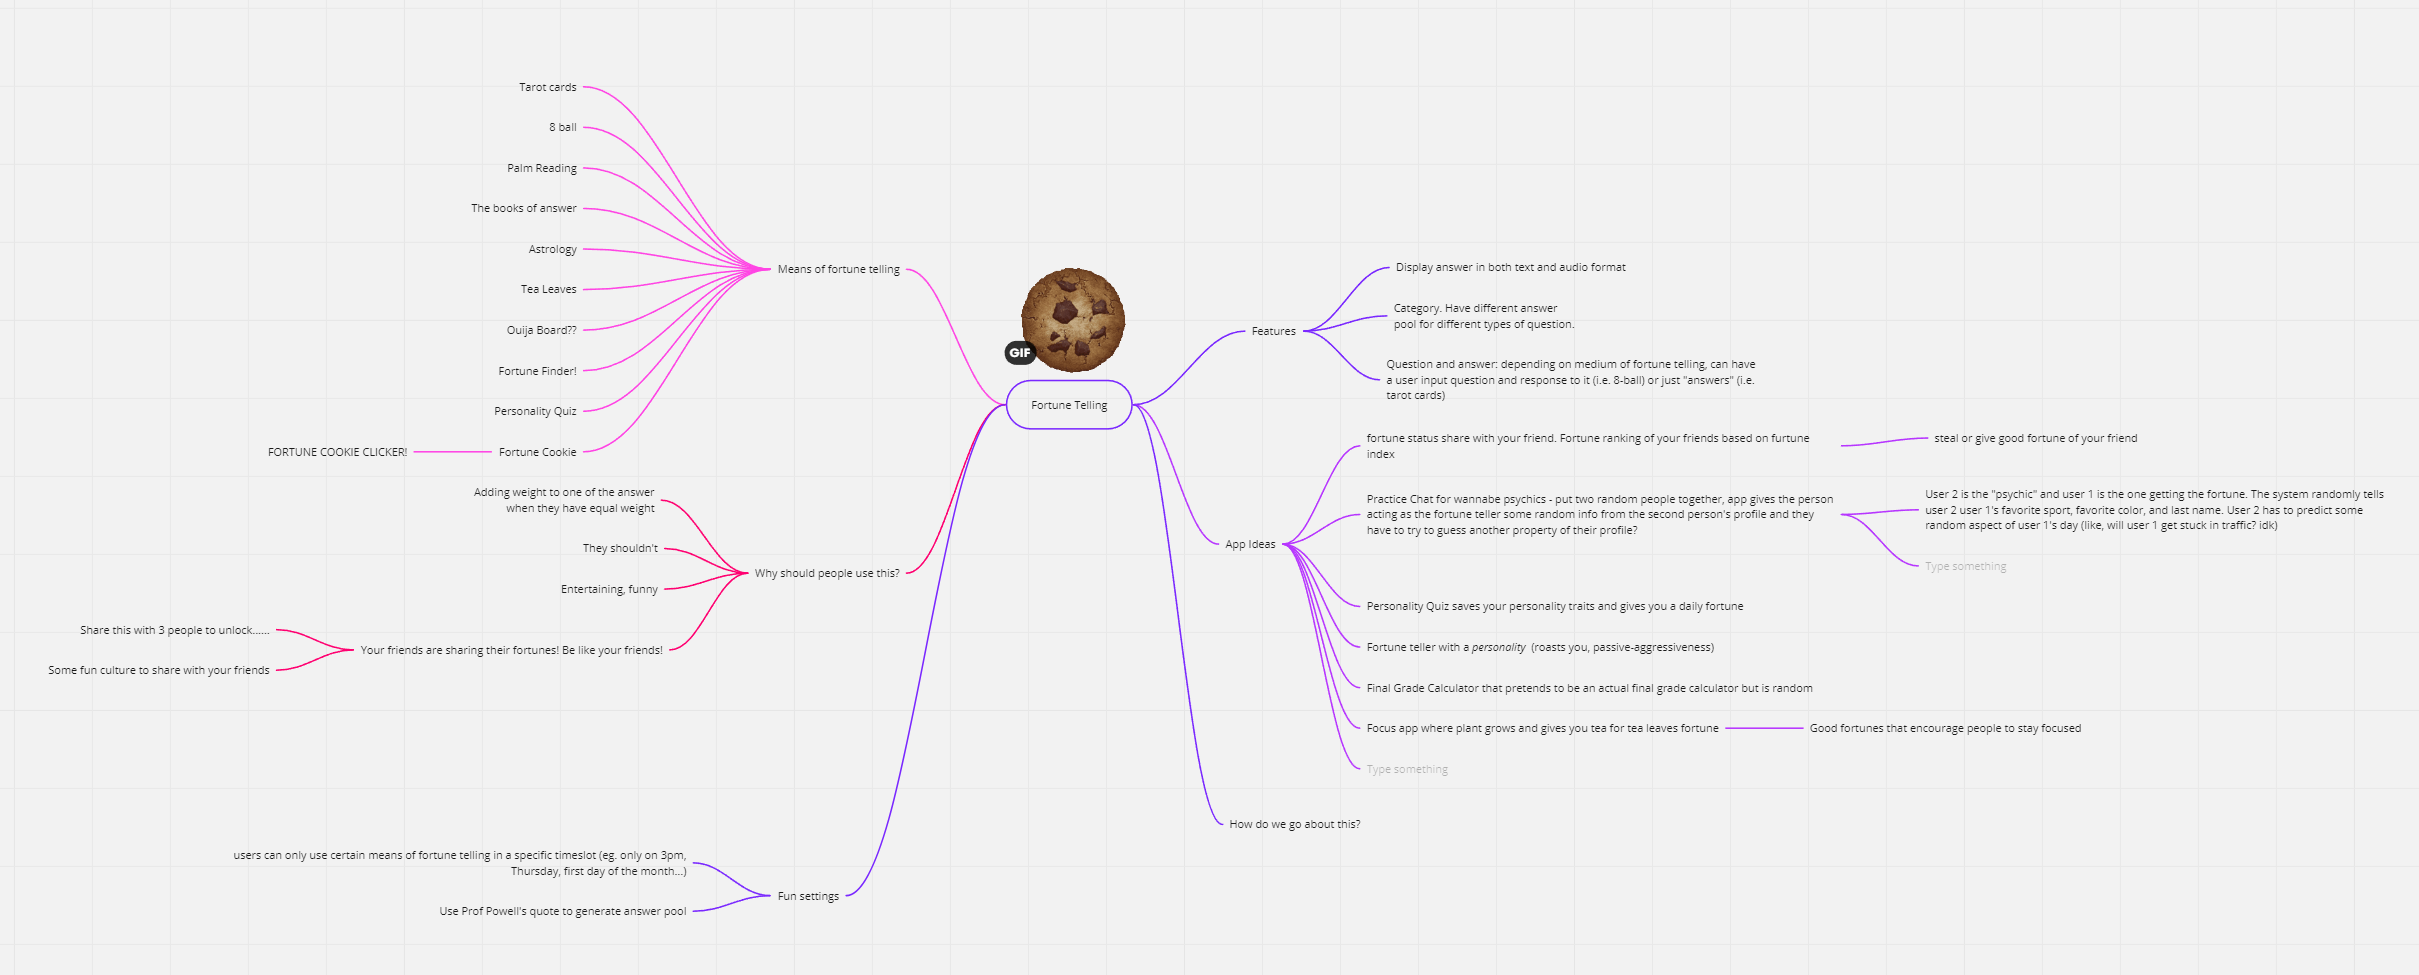 Tarot cards
8 ball
Palm Reading
The books of answer
Astrology
Tea Leaves
Ouija Board??
Fortune Finder!
Personality Quiz
Fortune Cookie
FORTUNE COOKIE CLICKER!
Means of fortune telling
Adding weight to one of the answer
when they have equal weight
They shouldn't
Entertaining, funny
Your friends are sharing their fortunes! Be like your friends!
Share this with 3 people to unlock......
Some fun culture to share with your friends
Why should people use this?
users can only use certain means of fortune telling in a specific timeslot (eg. only on 3pm,
Thursday, first day of the month...)
Use Prof Powell's quote to generate answer pool
Fun settings
GIF
Fortune Telling
Features
Display answer in both text and audio format
Category. Have different answer
pool for different types of question.
Question and answer: depending on medium of fortune telling, can have
a user input question and response to it (i.e. 8-ball) or just "answers" (i.e.
tarot cards)
App Ideas
fortune status share with your friend. Fortune ranking of your friends based on furtune
index
steal or give good fortune of your friend
Practice Chat for wannabe psychics - put two random people together, app gives the person
acting as the fortune teller some random info from the second person's profile and they
have to try to guess another property of their profile?
User 2 is the "psychic" and user 1 is the one getting the fortune. The system randomly tells
user 2 user 1's favorite sport, favorite color, and last name. User 2 has to predict some
random aspect of user 1's day (like, will user 1 get stuck in traffic? idk)
Type something
Personality Quiz saves your personality traits and gives you a daily fortune
Fortune teller with a personality (roasts you, passive-aggressiveness)
Final Grade Calculator that pretends to be an actual final grade calculator but is random
Focus app where plant grows and gives you tea for tea leaves fortune
Good fortunes that encourage people to stay focused
Type something
How do we go about this?